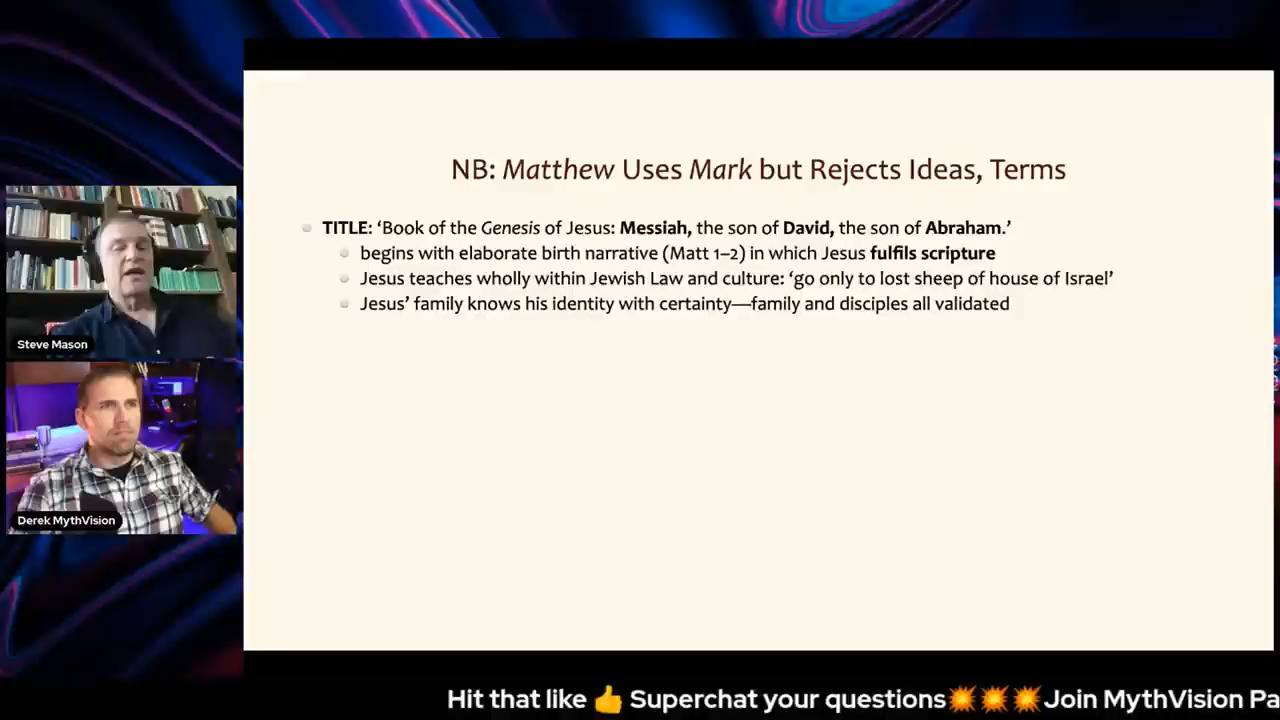 NB: Matthew Uses Mark but Rejects Ideas, Terms
TITLE: ‘Book of the Genesis of Jesus: Messiah, the son of David, the son of Abraham.’
begins with elaborate birth narrative (Matt 1–2) in which Jesus fulfils scripture
Jesus teaches wholly within Jewish Law and culture: ‘go only to lost sheep of house of Israel’
Jesus’ family knows his identity with certainty—family and disciples all validated
Steve Mason
Derek MythVision
Hit that like 👍 Superchat your questions💥💥💥Join MythVision Pa